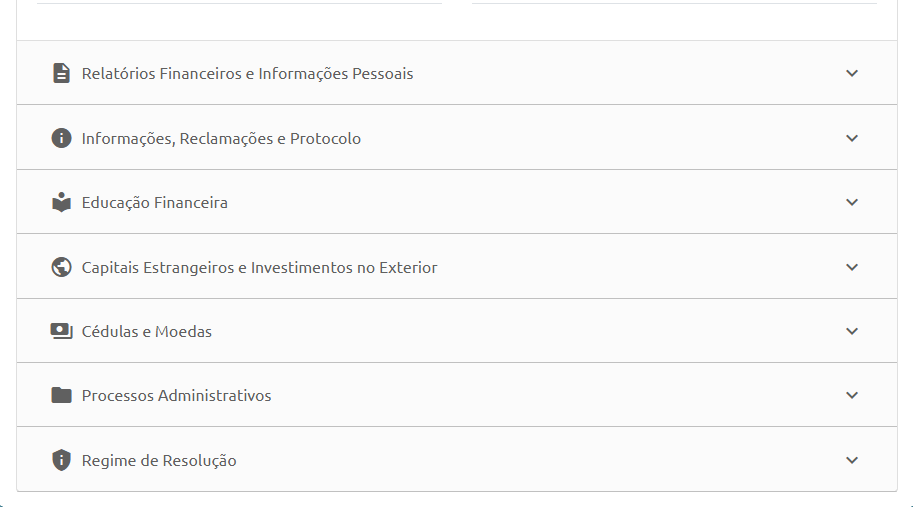 Relatórios Financeiros e Informações Pessoais
Informações, Reclamações e Protocolo
Educação Financeira
Capitais Estrangeiros e Investimentos no Exterior
Cédulas e Moedas
Processos Administrativos
Regime de Resolução